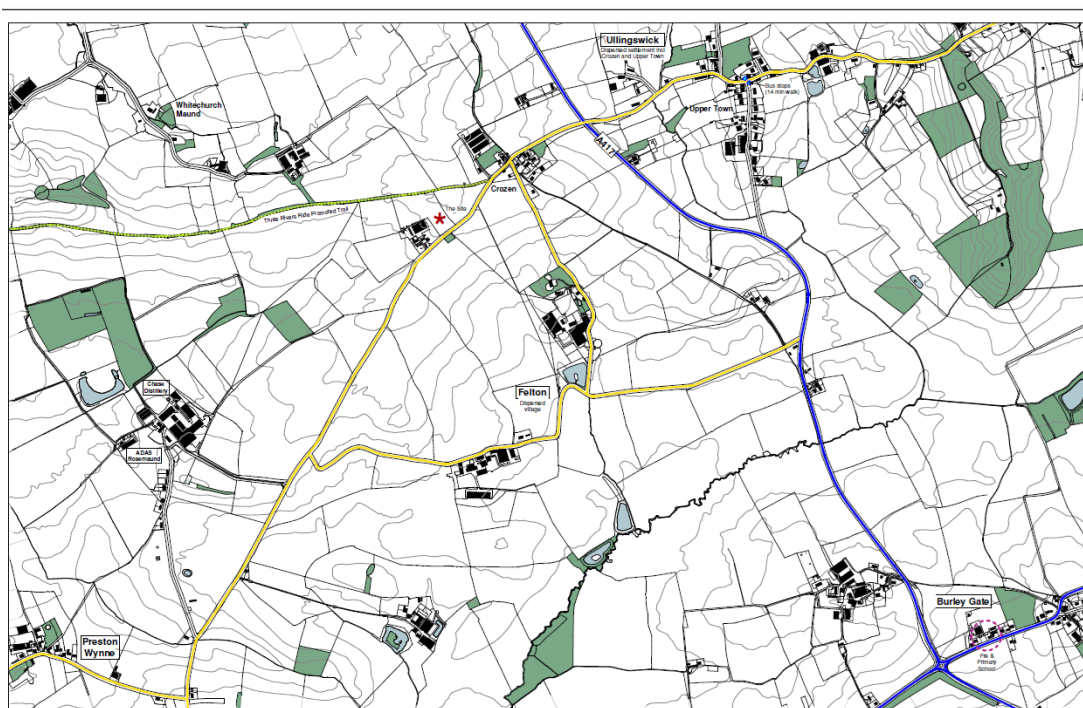 Ullingswick
Dispersed settlement incl
Crozen and Upper Town
Bus stops
(14 min walk)
Whitechurch
Maund
Upper Town
A417
Crozen
The Site
Three Rivers Ride Promoted Trail
Chase
Distillery
Felton
Dispersed
village
ADAS
Rosemaund
Burley Gate
Preston
Wynne
Pre &
Primary
School